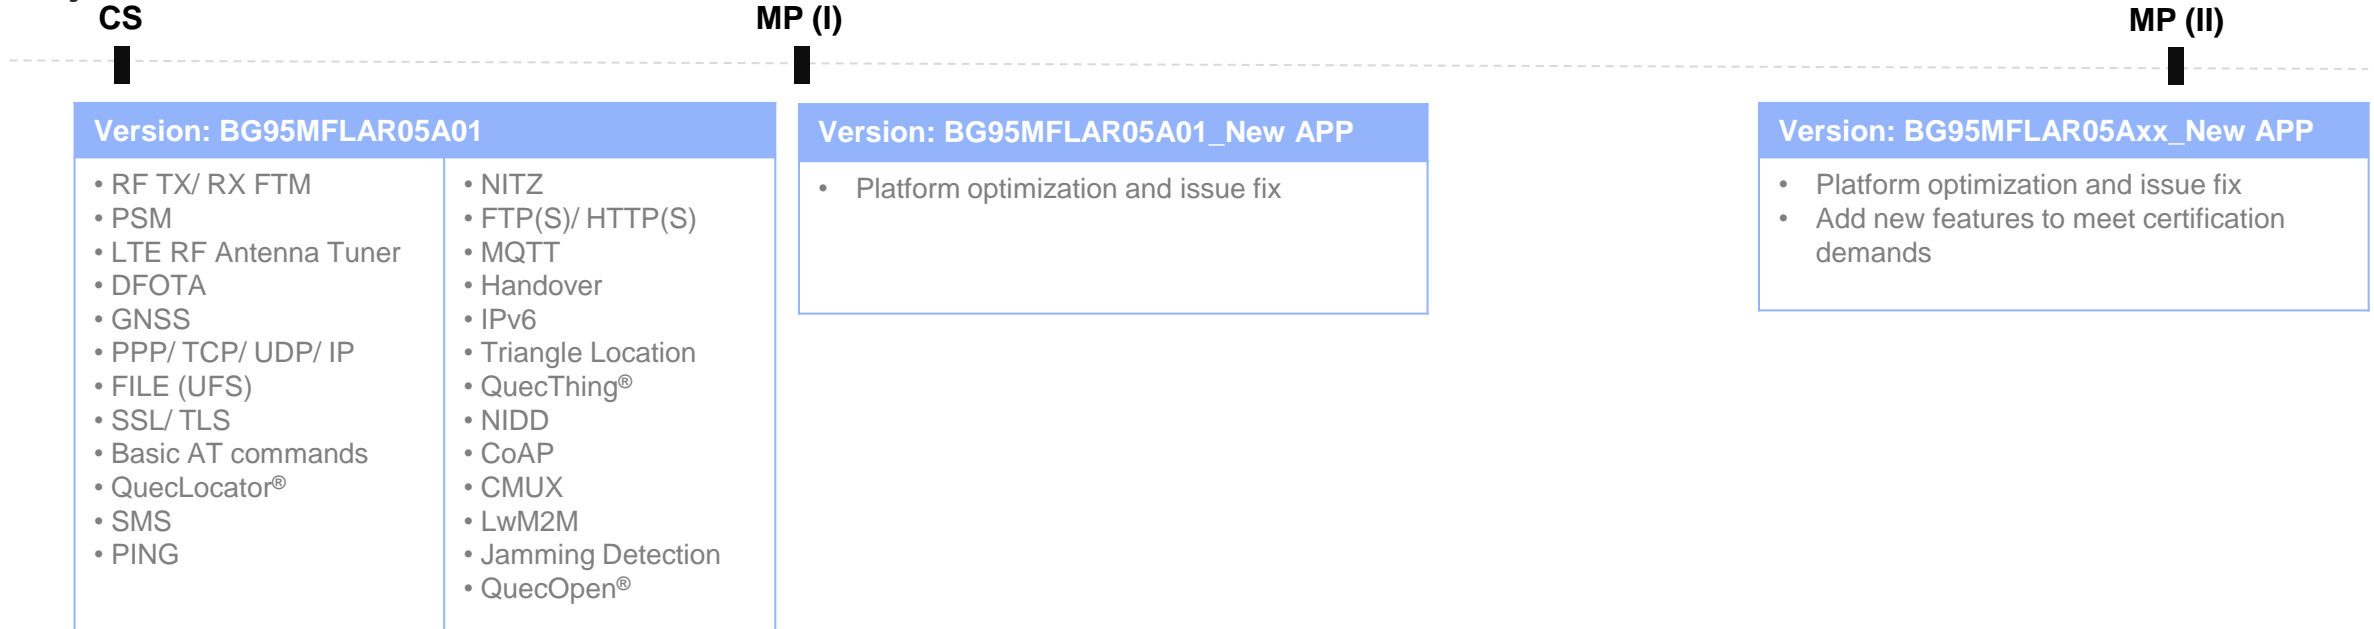 CS
MP (I)
MP (II)
Version: BG95MFLAR05A01
• RF TX/ RX FTM
• PSM
• LTE RF Antenna Tuner
• DFOTA
• GNSS
• PPP/ TCP/ UDP/ IP
• FILE (UFS)
• SSL/ TLS
• Basic AT commands
• QuecLocator®
• SMS
• PING
• NITZ
• FTP(S)/ HTTP(S)
• MQTT
• Handover
• IPv6
• Triangle Location
• QuecThing®
• NIDD
• CoAP
• CMUX
• LwM2M
• Jamming Detection
• QuecOpen®
Version: BG95MFLAR05A01_New APP
• Platform optimization and issue fix
Version: BG95MFLAR05Axx_New APP
• Platform optimization and issue fix
• Add new features to meet certification
demands